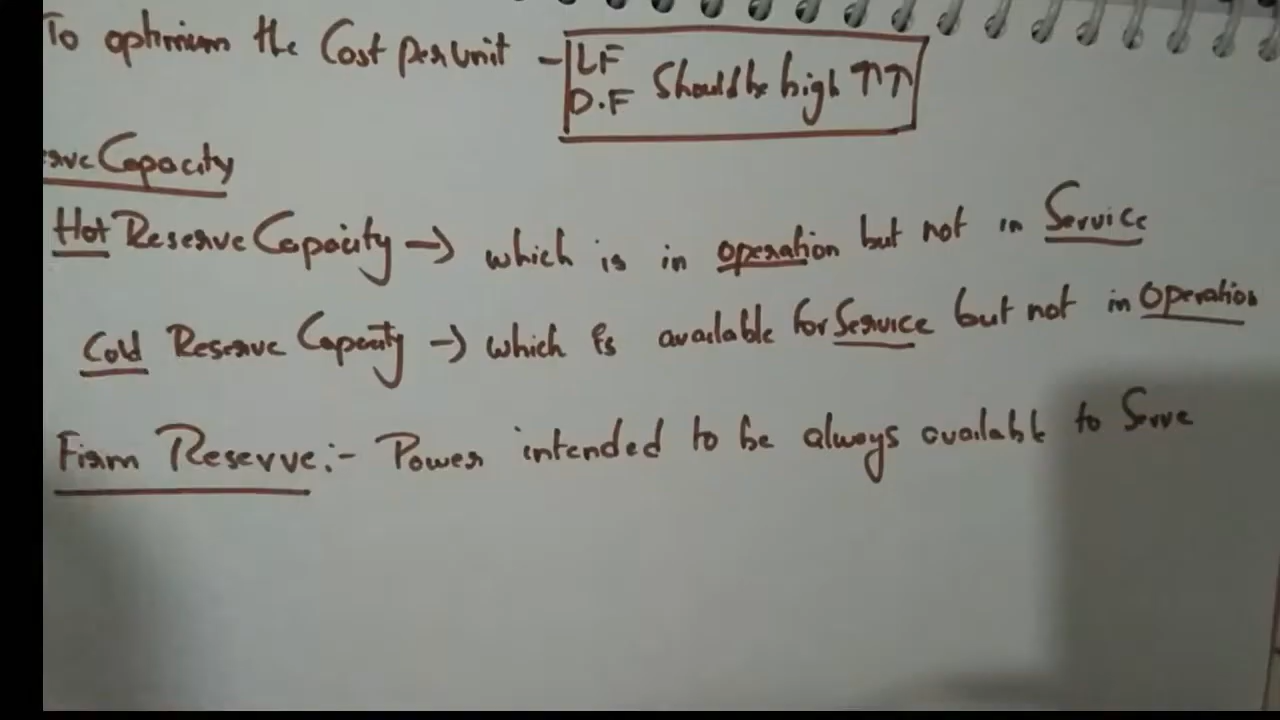 To optimum the Cost per Unit - LF
D.F Should be high ↑↑
erve Capacity
Hot Reserve Capacity → which is in operation but not in Service
Cold Reserve Capacity → which is available for Service but not in Operation
Firm Reserve:- Power intended to be always available to Serve